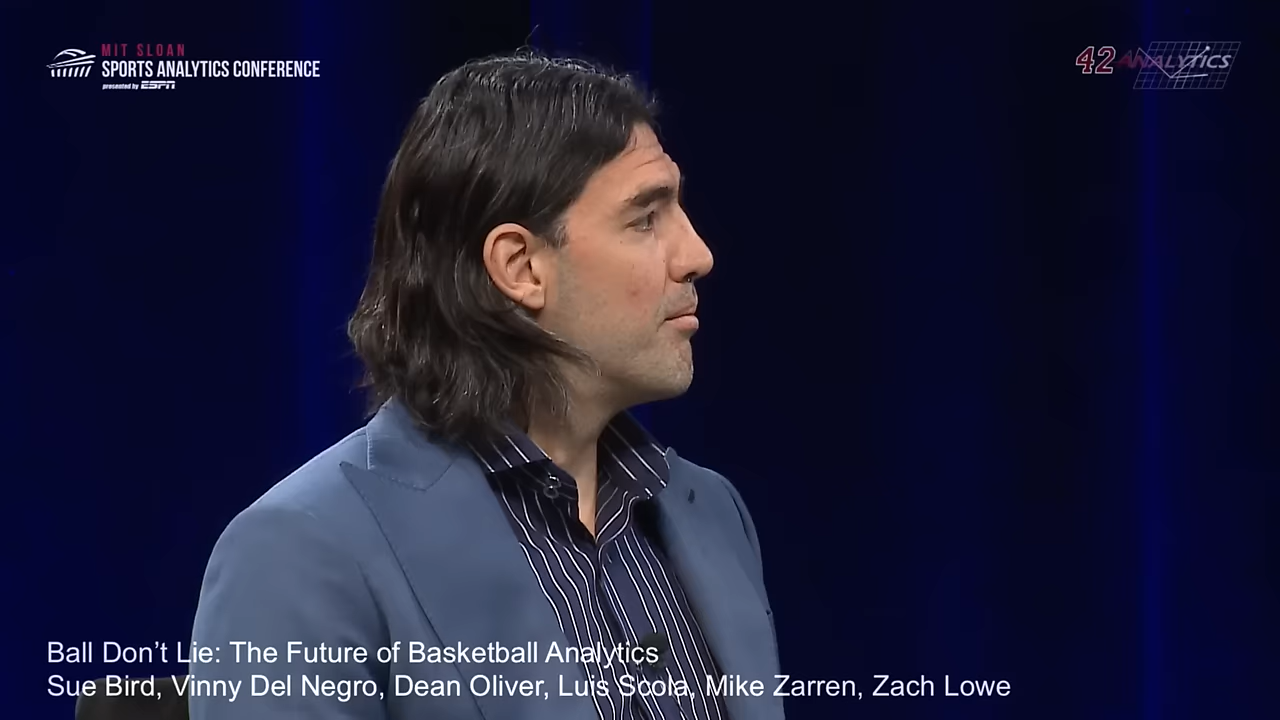 MIT SLOAN
SPORTS ANALYTICS CONFERENCE
presented by ESPN
42 ANALYTICS
Ball Don’t Lie: The Future of Basketball Analytics
Sue Bird, Vinny Del Negro, Dean Oliver, Luis Scola, Mike Zarren, Zach Lowe